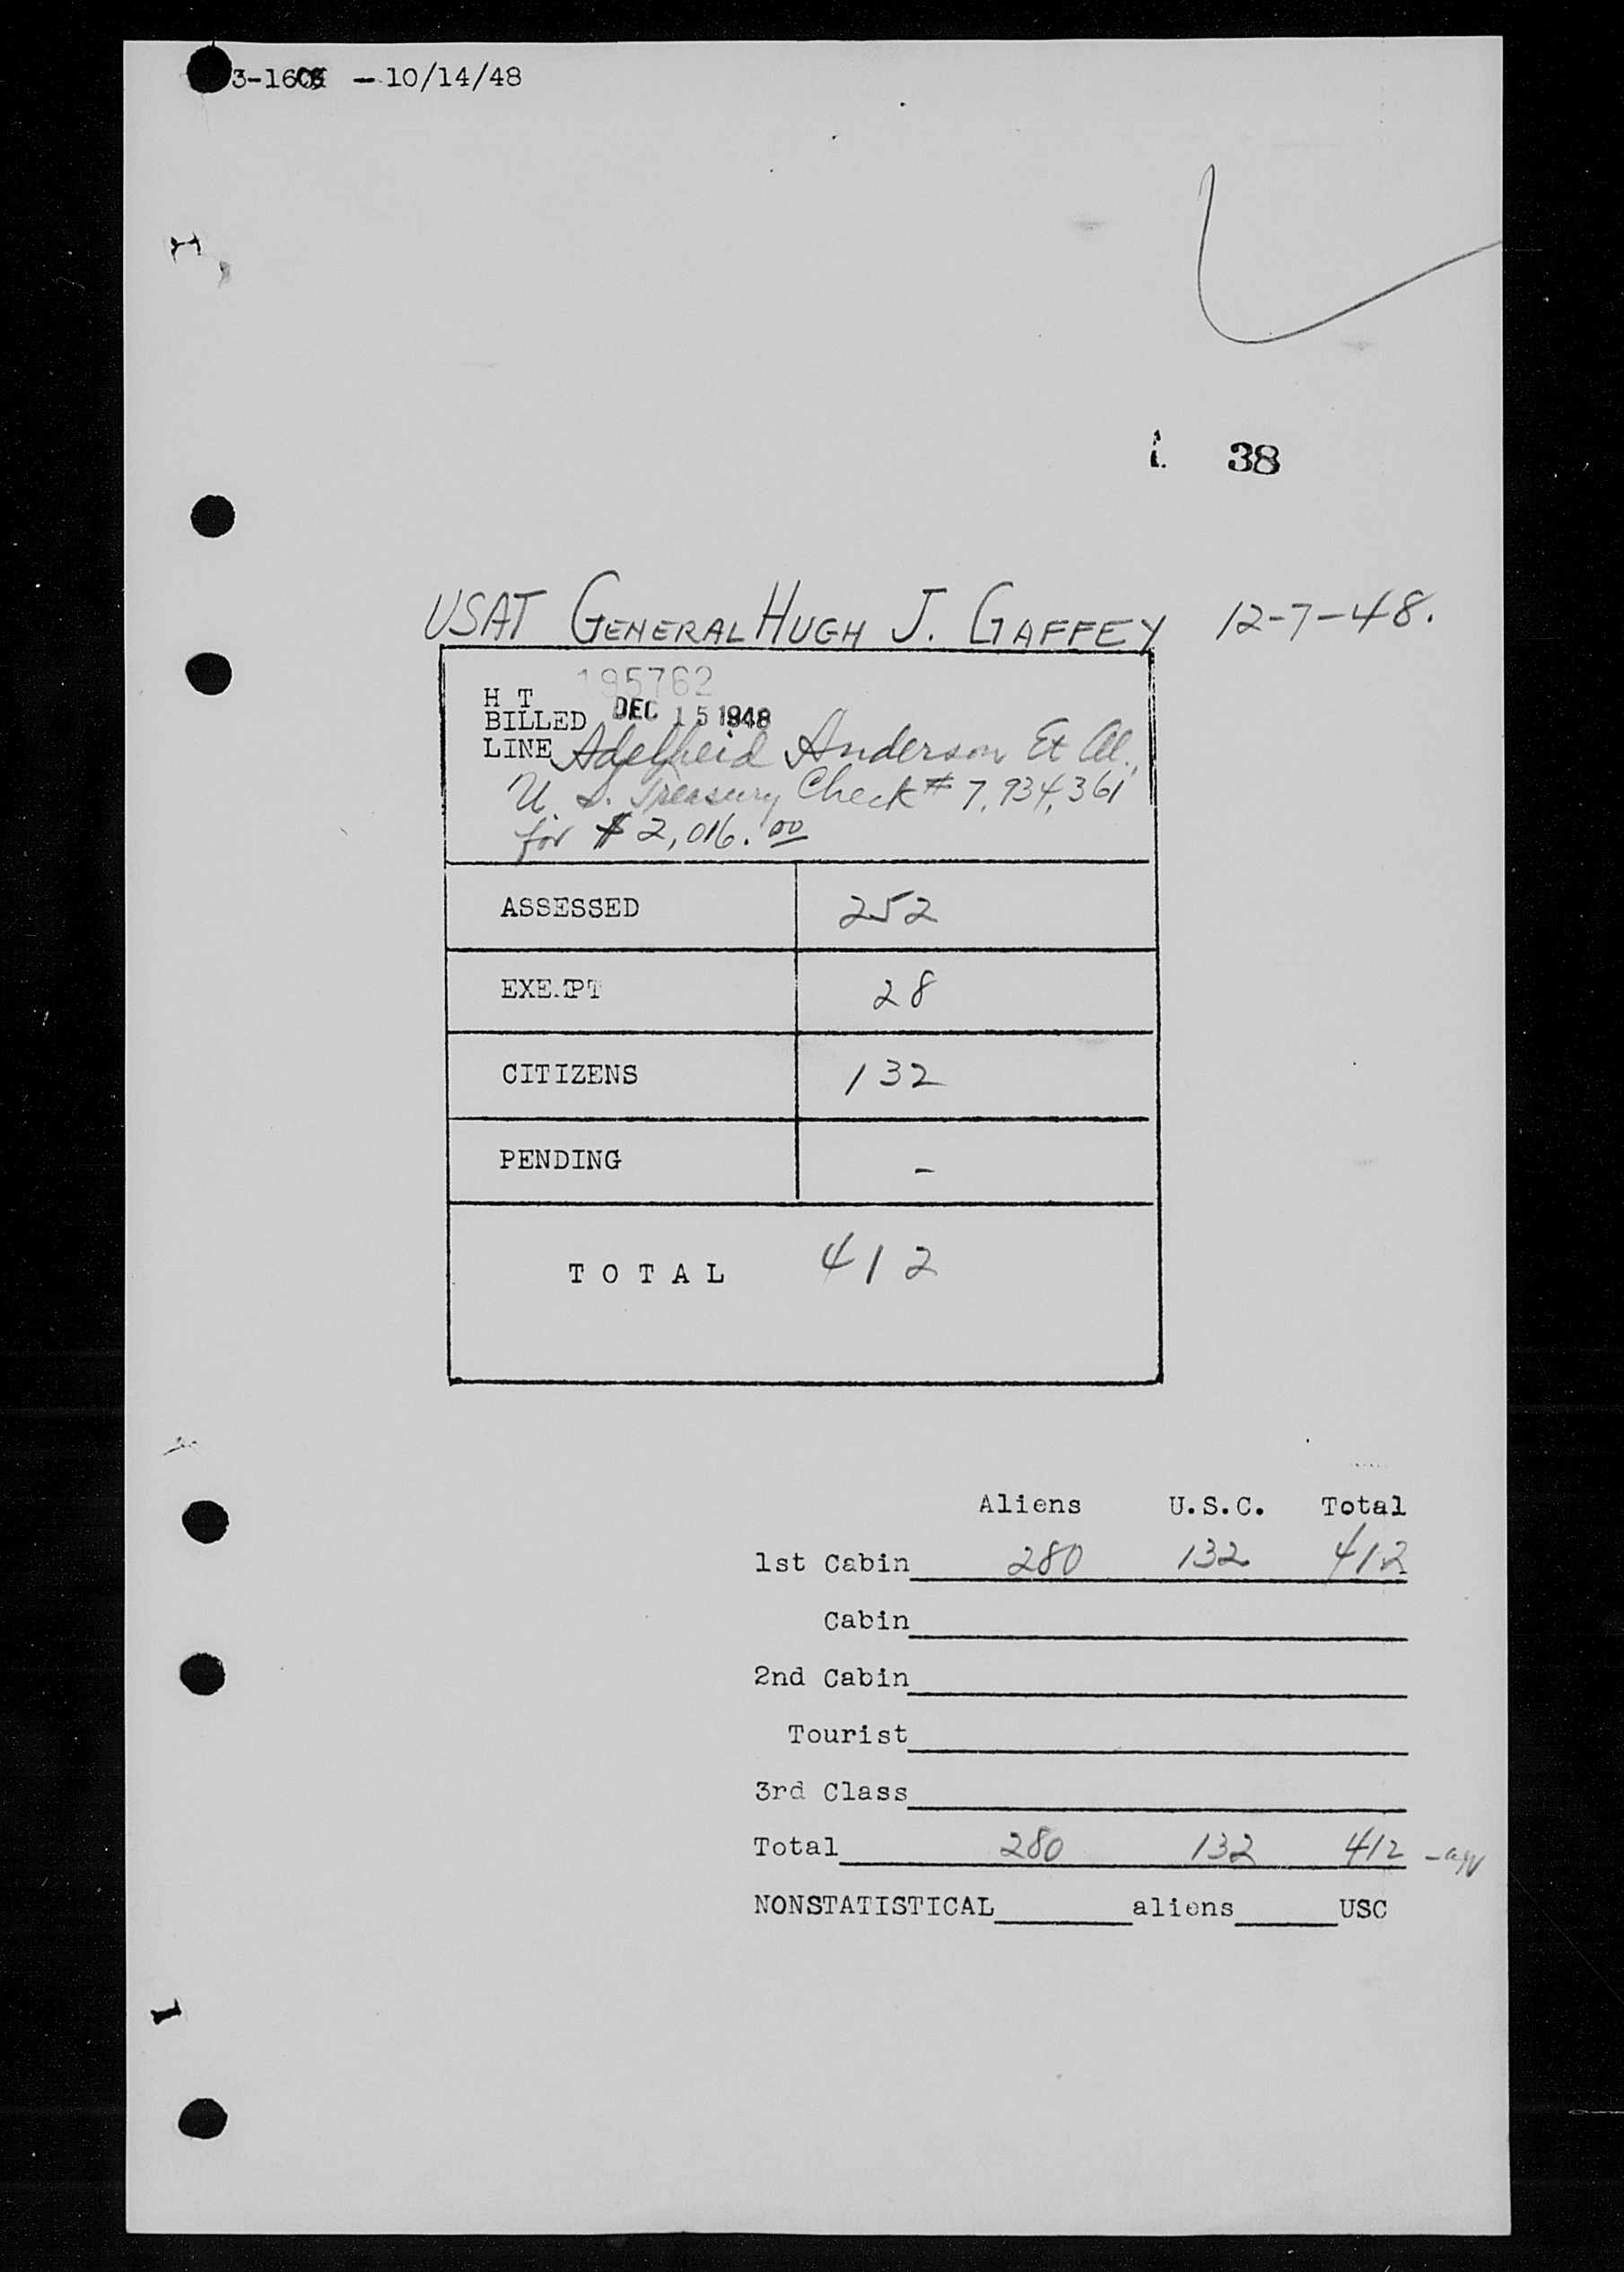 - 10/14/48
38
USAT GENERAL HUGH J. GAFFEY 12-7-48.
195762
H T
BILLED DEC 15 1948
LINE Adelheid Anderson Et Al.,
U. S. Treasury Check # 7,934,361
for $ 2,016.00
ASSESSED 252
EXEMPT 28
CITIZENS 132
PENDING -
TOTAL 412
Aliens U.S.C. Total
1st Cabin 280 132 412
Cabin
2nd Cabin
Tourist
3rd Class
Total 280 132 412
NONSTATISTICAL aliens USC